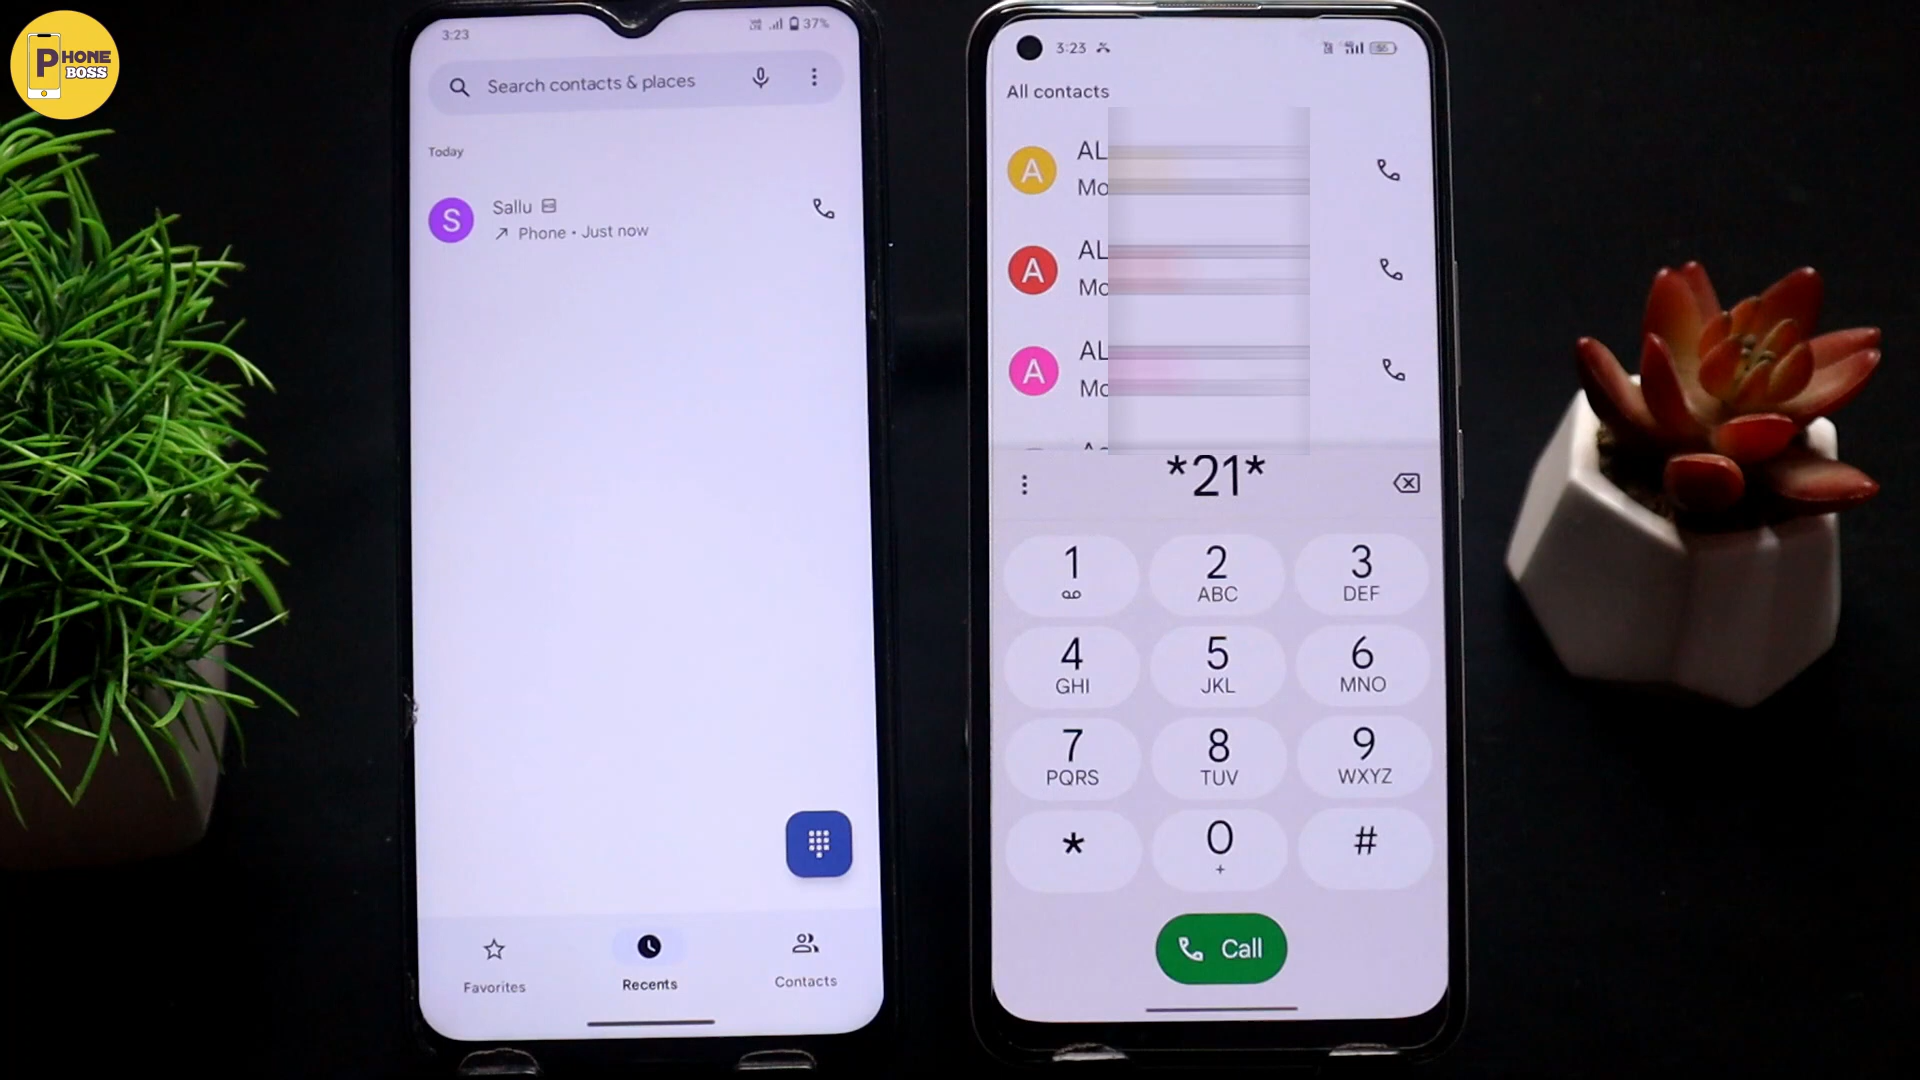 PHONE
BOSS
3:23
37%
Search contacts & places
Today
S
Sallu
Phone • Just now
Favorites
Recents
Contacts
3:23
All contacts
A
AL
Mo
A
AL
Mo
A
AL
Mo
*21*
1
2
ABC
3
DEF
4
GHI
5
JKL
6
MNO
7
PQRS
8
TUV
9
WXYZ
*
0
+
#
Call